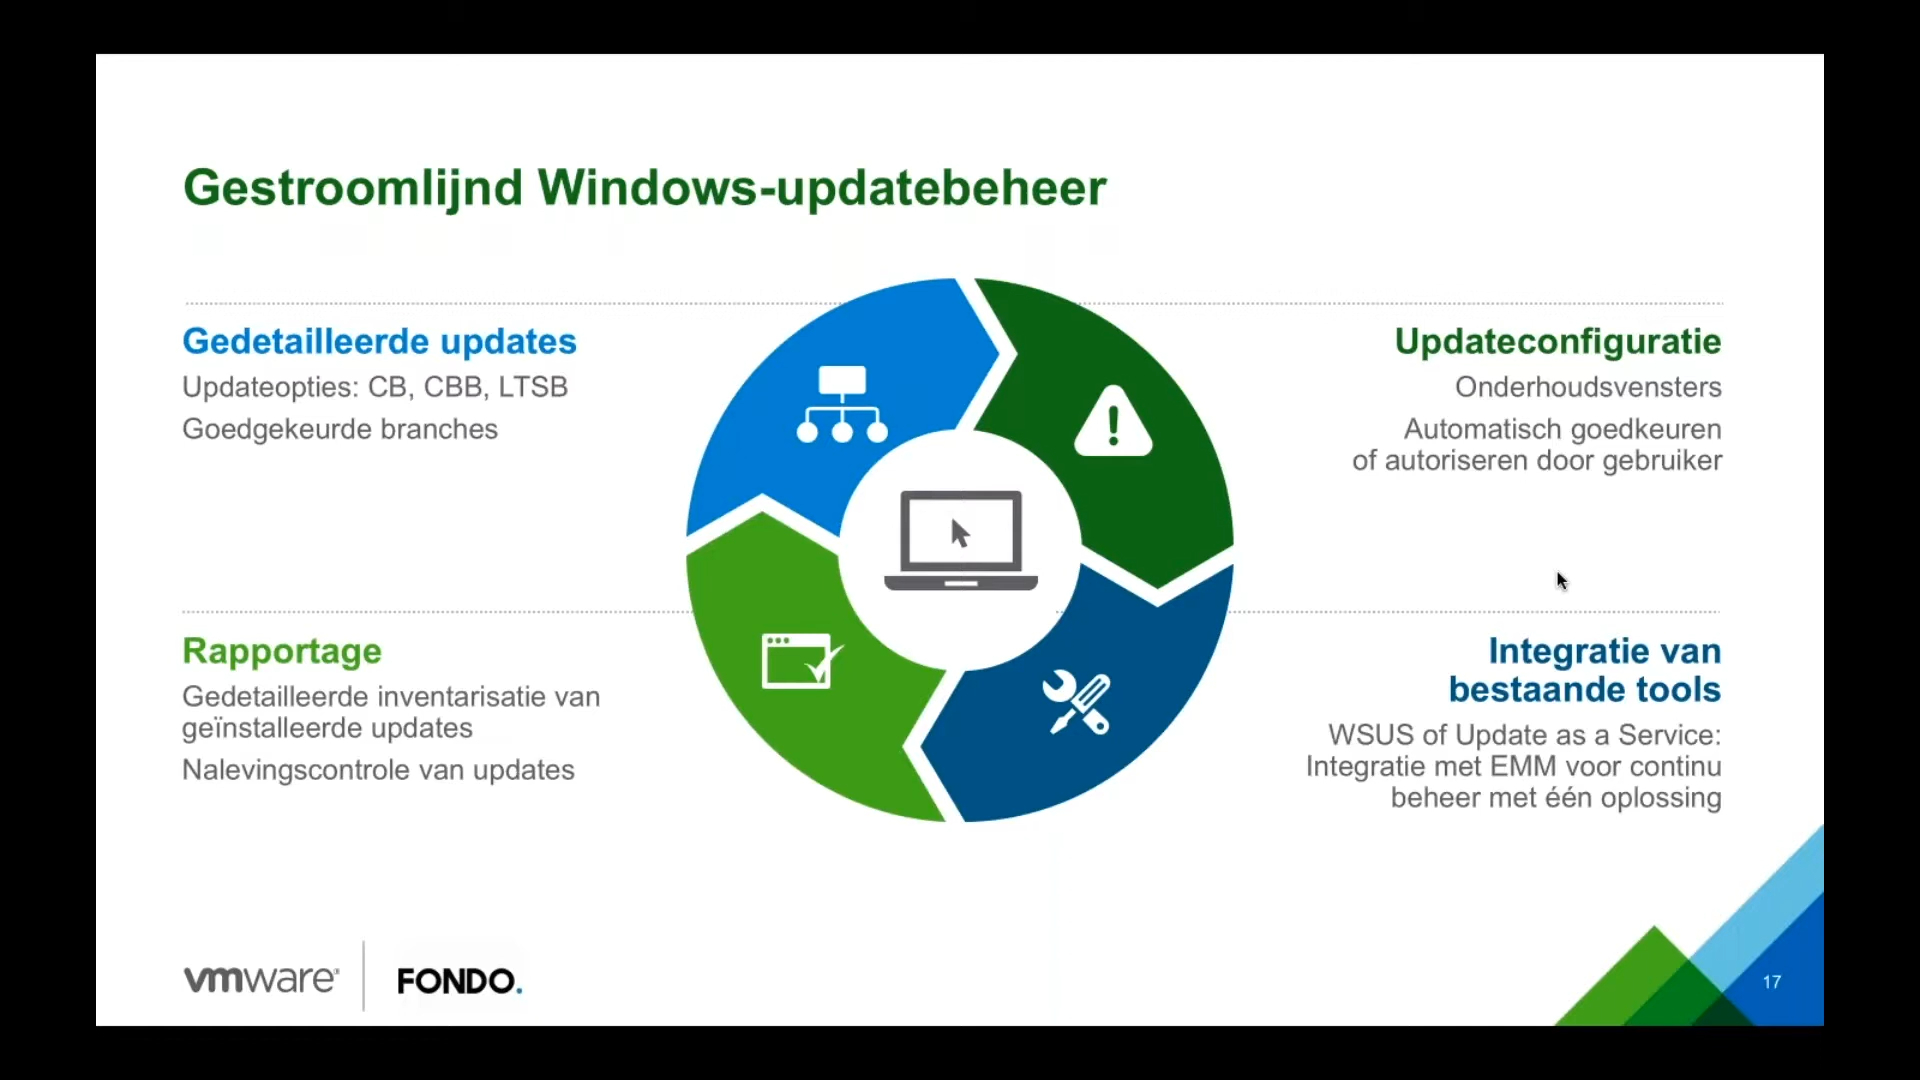 Gestroomlijnd Windows-updatebeheer
Gedetailleerde updates
Updateopties: CB, CBB, LTSB
Goedgekeurde branches
Updateconfiguratie
Onderhoudsvensters
Automatisch goedkeuren
of autoriseren door gebruiker
Rapportage
Gedetailleerde inventarisatie van
geïnstalleerde updates
Nalevingscontrole van updates
Integratie van
bestaande tools
WSUS of Update as a Service:
Integratie met EMM voor continu
beheer met één oplossing
vmware®
FONDO.
17